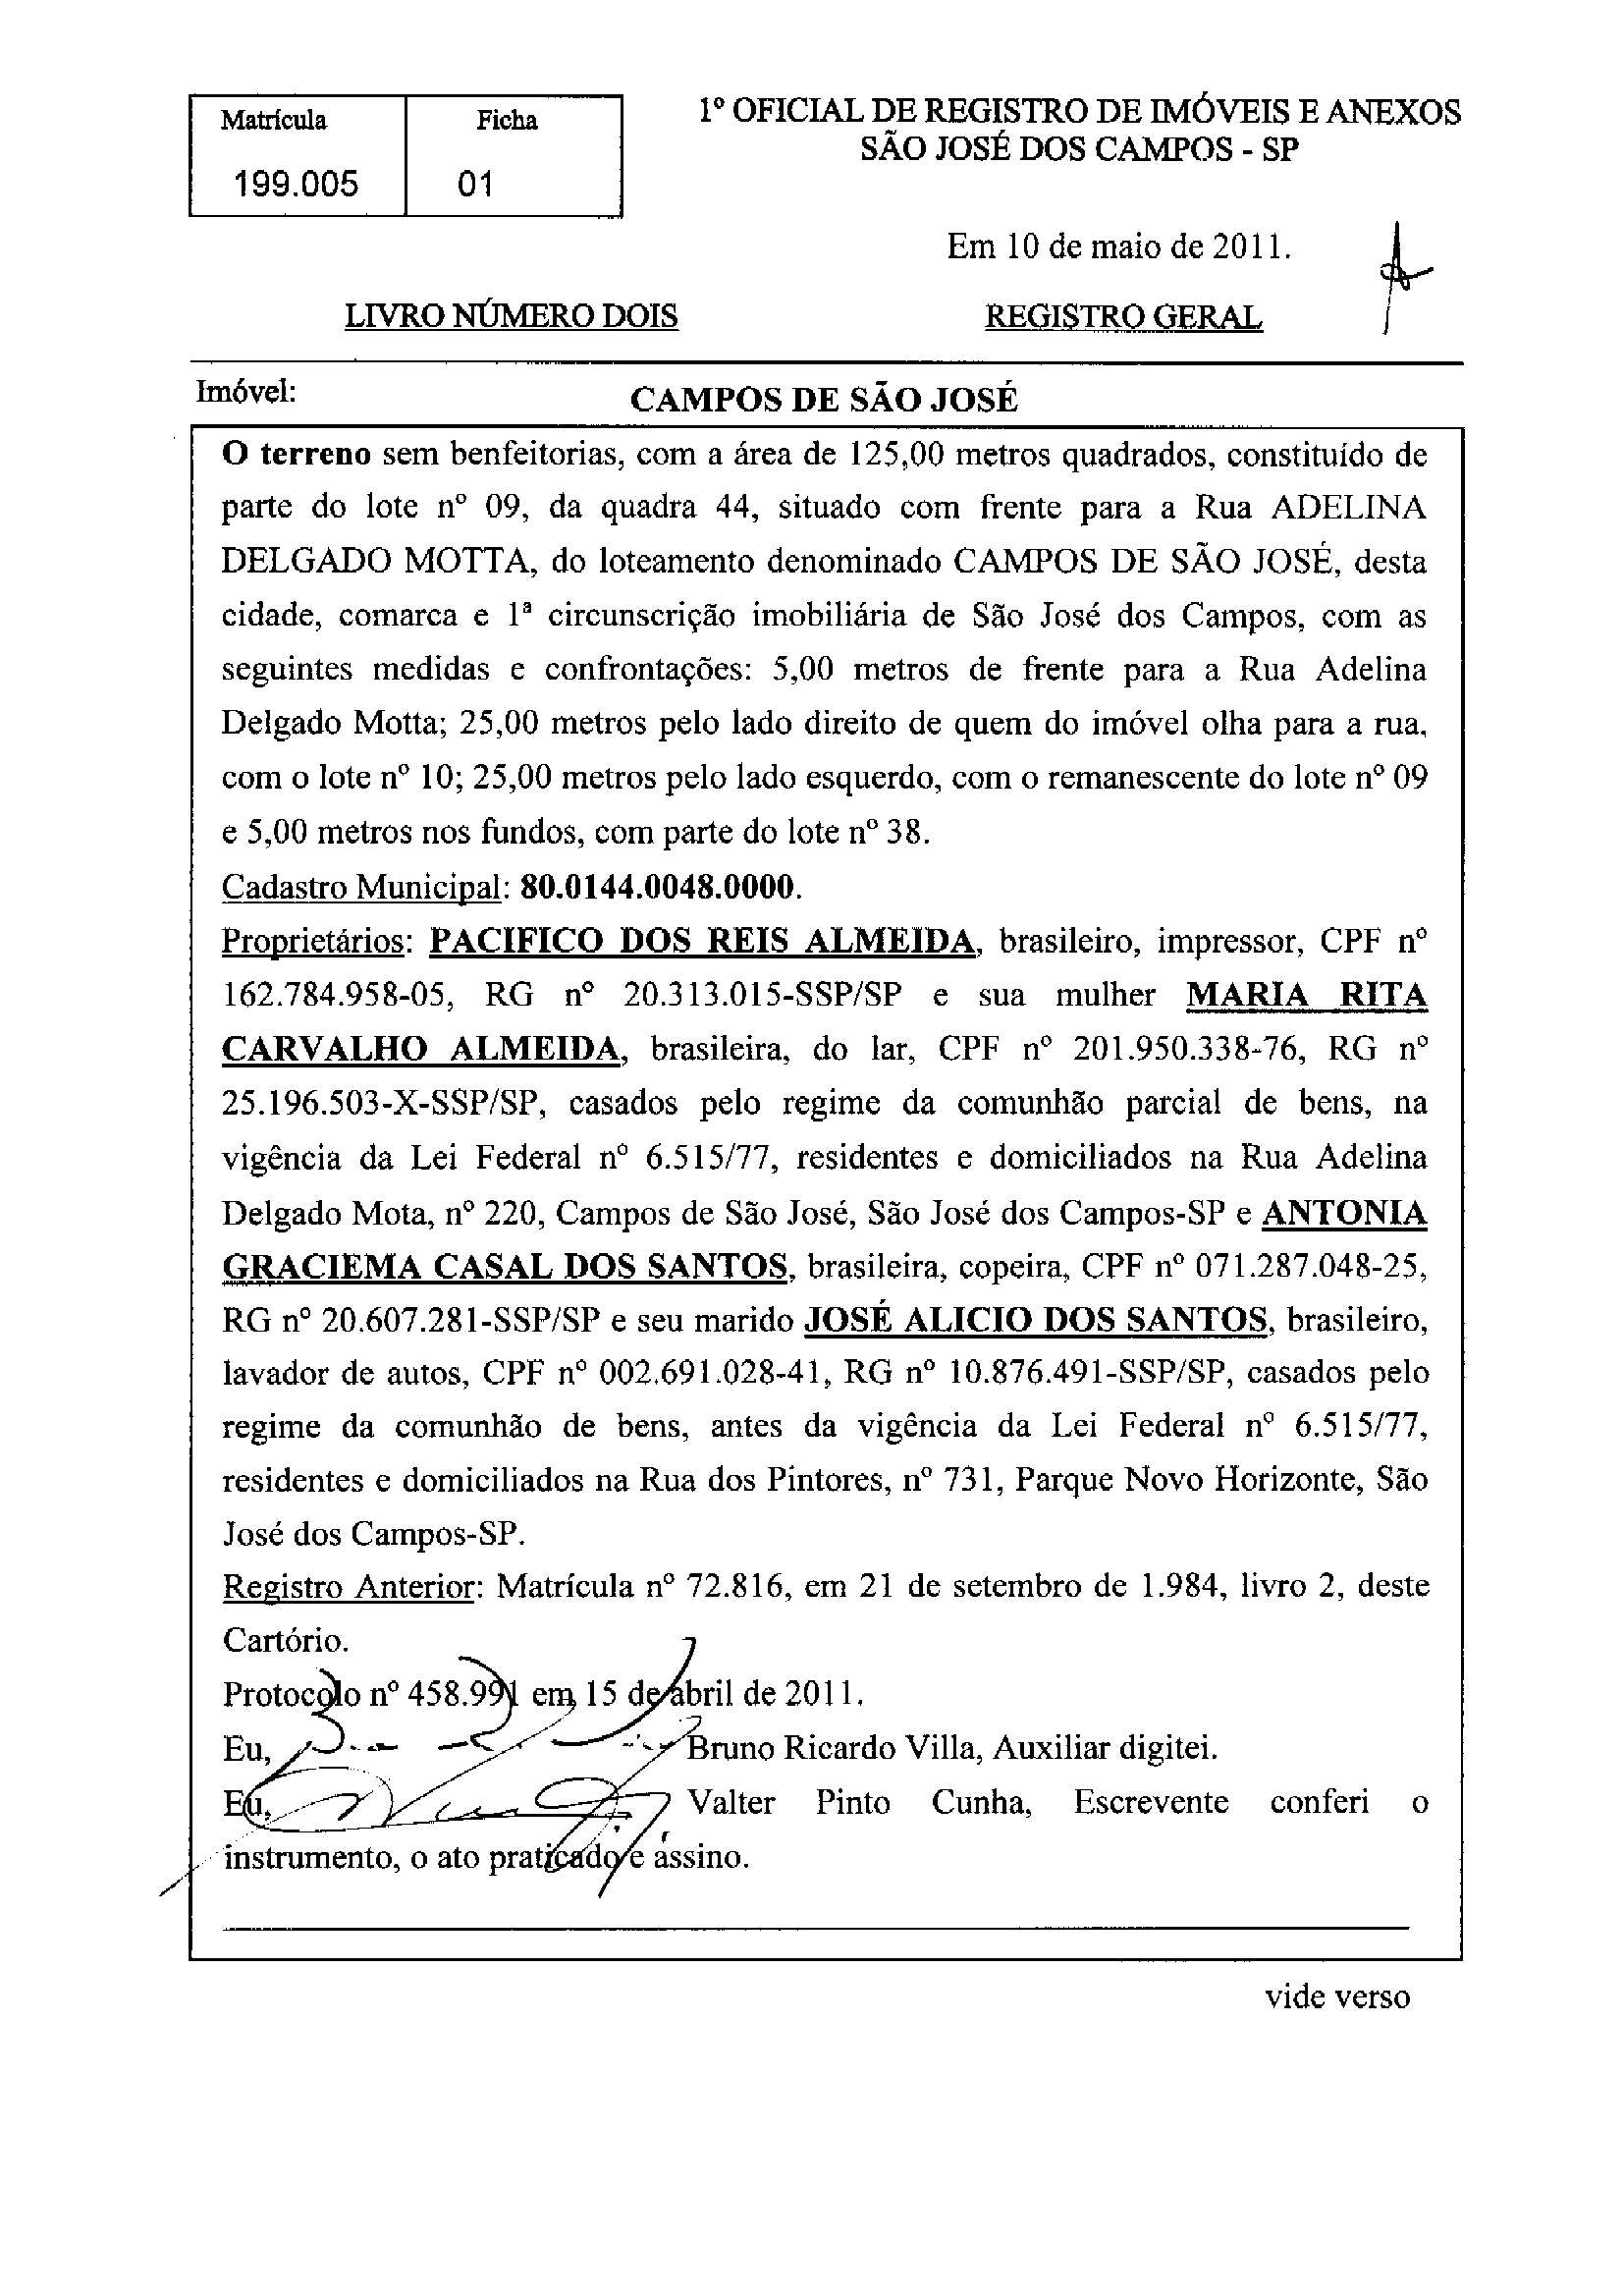 Matrícula
Ficha
199.005
01
1º OFICIAL DE REGISTRO DE IMÓVEIS E ANEXOS
SÃO JOSÉ DOS CAMPOS - SP
Em 10 de maio de 2011.
LIVRO NÚMERO DOIS
REGISTRO GERAL
Imóvel:
CAMPOS DE SÃO JOSÉ
O terreno sem benfeitorias, com a área de 125,00 metros quadrados, constituído de
parte do lote nº 09, da quadra 44, situado com frente para a Rua ADELINA
DELGADO MOTTA, do loteamento denominado CAMPOS DE SÃO JOSÉ, desta
cidade, comarca e 1ª circunscrição imobiliária de São José dos Campos, com as
seguintes medidas e confrontações: 5,00 metros de frente para a Rua Adelina
Delgado Motta; 25,00 metros pelo lado direito de quem do imóvel olha para a rua,
com o lote nº 10; 25,00 metros pelo lado esquerdo, com o remanescente do lote nº 09
e 5,00 metros nos fundos, com parte do lote nº 38.
Cadastro Municipal: 80.0144.0048.0000.
Proprietários: PACIFICO DOS REIS ALMEIDA, brasileiro, impressor, CPF nº
162.784.958-05, RG nº 20.313.015-SSP/SP e sua mulher MARIA RITA
CARVALHO ALMEIDA, brasileira, do lar, CPF nº 201.950.338-76, RG nº
25.196.503-X-SSP/SP, casados pelo regime da comunhão parcial de bens, na
vigência da Lei Federal nº 6.515/77, residentes e domiciliados na Rua Adelina
Delgado Mota, nº 220, Campos de São José, São José dos Campos-SP e ANTONIA
GRACIEMA CASAL DOS SANTOS, brasileira, copeira, CPF nº 071.287.048-25,
RG nº 20.607.281-SSP/SP e seu marido JOSÉ ALICIO DOS SANTOS, brasileiro,
lavador de autos, CPF nº 002.691.028-41, RG nº 10.876.491-SSP/SP, casados pelo
regime da comunhão de bens, antes da vigência da Lei Federal nº 6.515/77,
residentes e domiciliados na Rua dos Pintores, nº 731, Parque Novo Horizonte, São
José dos Campos-SP.
Registro Anterior: Matrícula nº 72.816, em 21 de setembro de 1.984, livro 2, deste
Cartório.
Protocolo nº 458.991 em 15 de abril de 2011.
Eu, Bruno Ricardo Villa, Auxiliar digitei.
Eu, Valter Pinto Cunha, Escrevente conferi o
instrumento, o ato praticado e assino.
vide verso